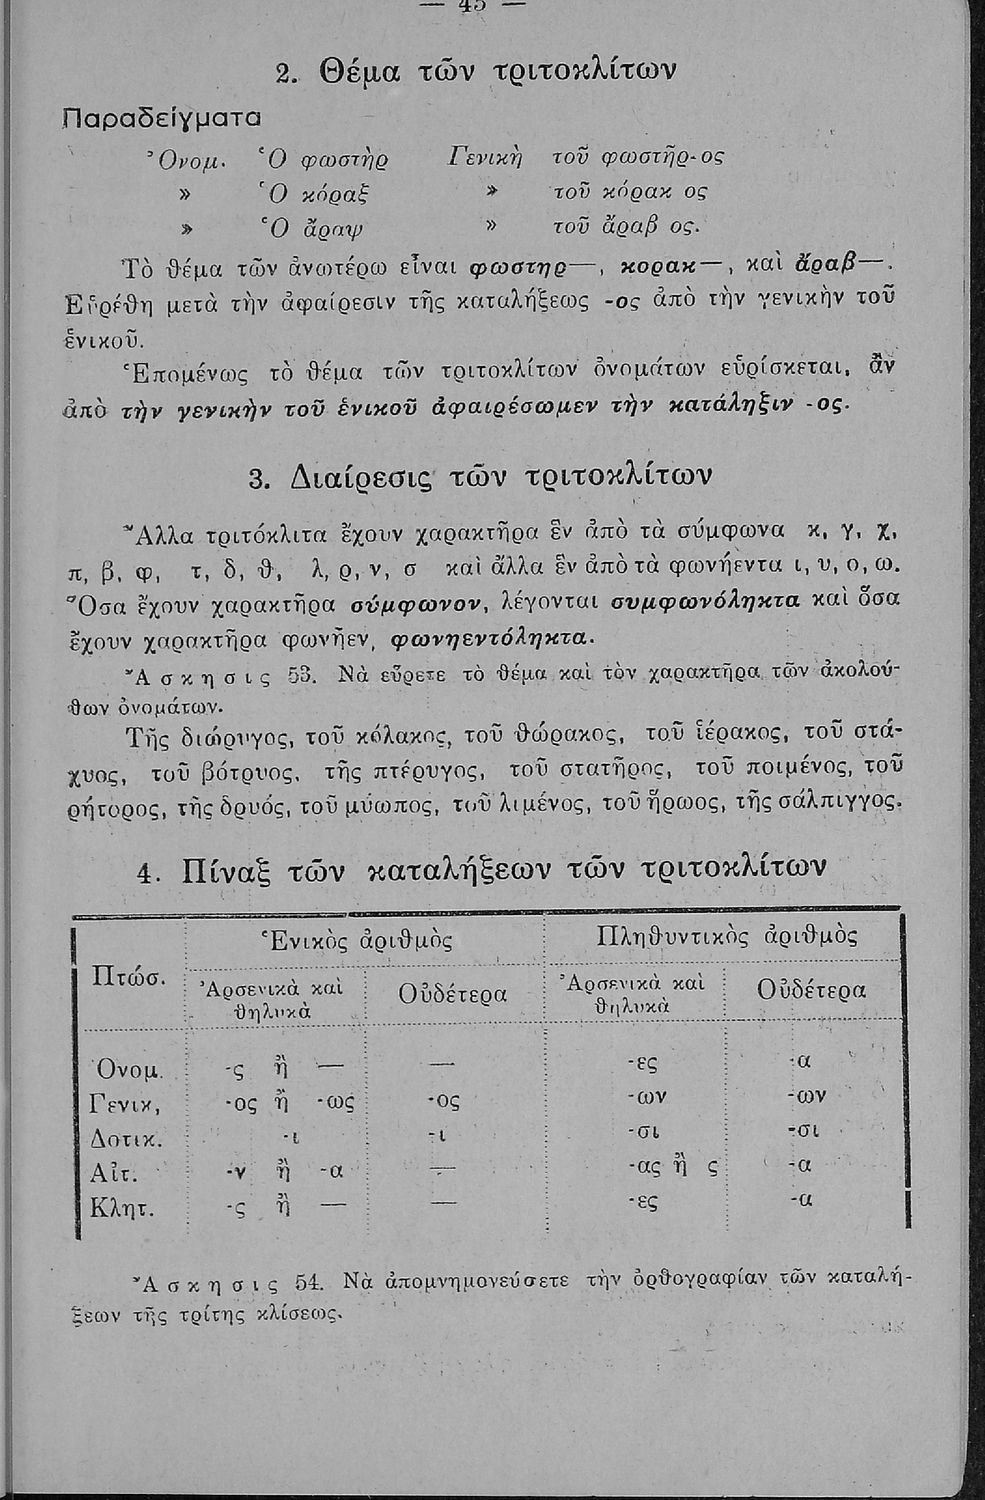 — 45 —
2. Θέμα τῶν τριτοκλίτων
Παραδείγματα
Ὀνομ. Ὁ φωστὴρ Γενικὴ τοῦ φωστῆρ-ος
» Ὁ κόραξ » τοῦ κόρακ ος
» Ὁ ἄραψ » τοῦ ἄραβ ος.
Τὸ θέμα τῶν ἀνωτέρω εἶναι φωστηρ—, κορακ—, καὶ ἄραβ—.
Εὑρέθη μετὰ τὴν ἀφαίρεσιν τῆς καταλήξεως -ος ἀπὸ τὴν γενικὴν τοῦ
ἑνικοῦ.
Ἑπομένως τὸ θέμα τῶν τριτοκλίτων ὀνομάτων εὑρίσκεται, ἂν
ἀπὸ τὴν γενικὴν τοῦ ἑνικοῦ ἀφαιρέσωμεν τὴν κατάληξιν -ος.
3. Διαίρεσις τῶν τριτοκλίτων
Ἄλλα τριτόκλιτα ἔχουν χαρακτῆρα ἓν ἀπὸ τὰ σύμφωνα κ, γ, χ,
π, β, φ, τ, δ, θ, λ, ρ, ν, σ καὶ ἄλλα ἓν ἀπὸ τὰ φωνήεντα ι, υ, ο, ω.
Ὅσα ἔχουν χαρακτῆρα σύμφωνον, λέγονται συμφωνόληκτα καὶ ὅσα
ἔχουν χαρακτῆρα φωνῆεν, φωνηεντόληκτα.
Ἄσκησις 53. Νὰ εὕρετε τὸ θέμα καὶ τὸν χαρακτῆρα τῶν ἀκολού-
θων ὀνομάτων.
Τῆς διώρυγος, τοῦ κόλακος, τοῦ θώρακος, τοῦ ἱέρακος, τοῦ στά-
χυος, τοῦ βότρυος, τῆς πτέρυγος, τοῦ στατῆρος, τοῦ ποιμένος, τοῦ
ρήτορος, τῆς δρυός, τοῦ μύωπος, τοῦ λιμένος, τοῦ ἥρωος, τῆς σάλπιγγος.
4. Πίναξ τῶν καταλήξεων τῶν τριτοκλίτων
Ἑνικὸς ἀριθμὸς Πληθυντικὸς ἀριθμὸς
Πτώσ. Ἀρσενικὰ καὶ θηλυκὰ Οὐδέτερα Ἀρσενικὰ καὶ θηλυκὰ Οὐδέτερα
Ὀνομ. -ς ἢ — — -ες -α
Γενικ, -ος ἢ -ως -ος -ων -ων
Δοτικ. -ι -ι -σι -σι
Αἰτ. -ν ἢ -α — -ας ἢ ς -α
Κλητ. -ς ἢ — — -ες -α
Ἄσκησις 54. Νὰ ἀπομνημονεύσετε τὴν ὀρθογραφίαν τῶν καταλή-
ξεων τῆς τρίτης κλίσεως.